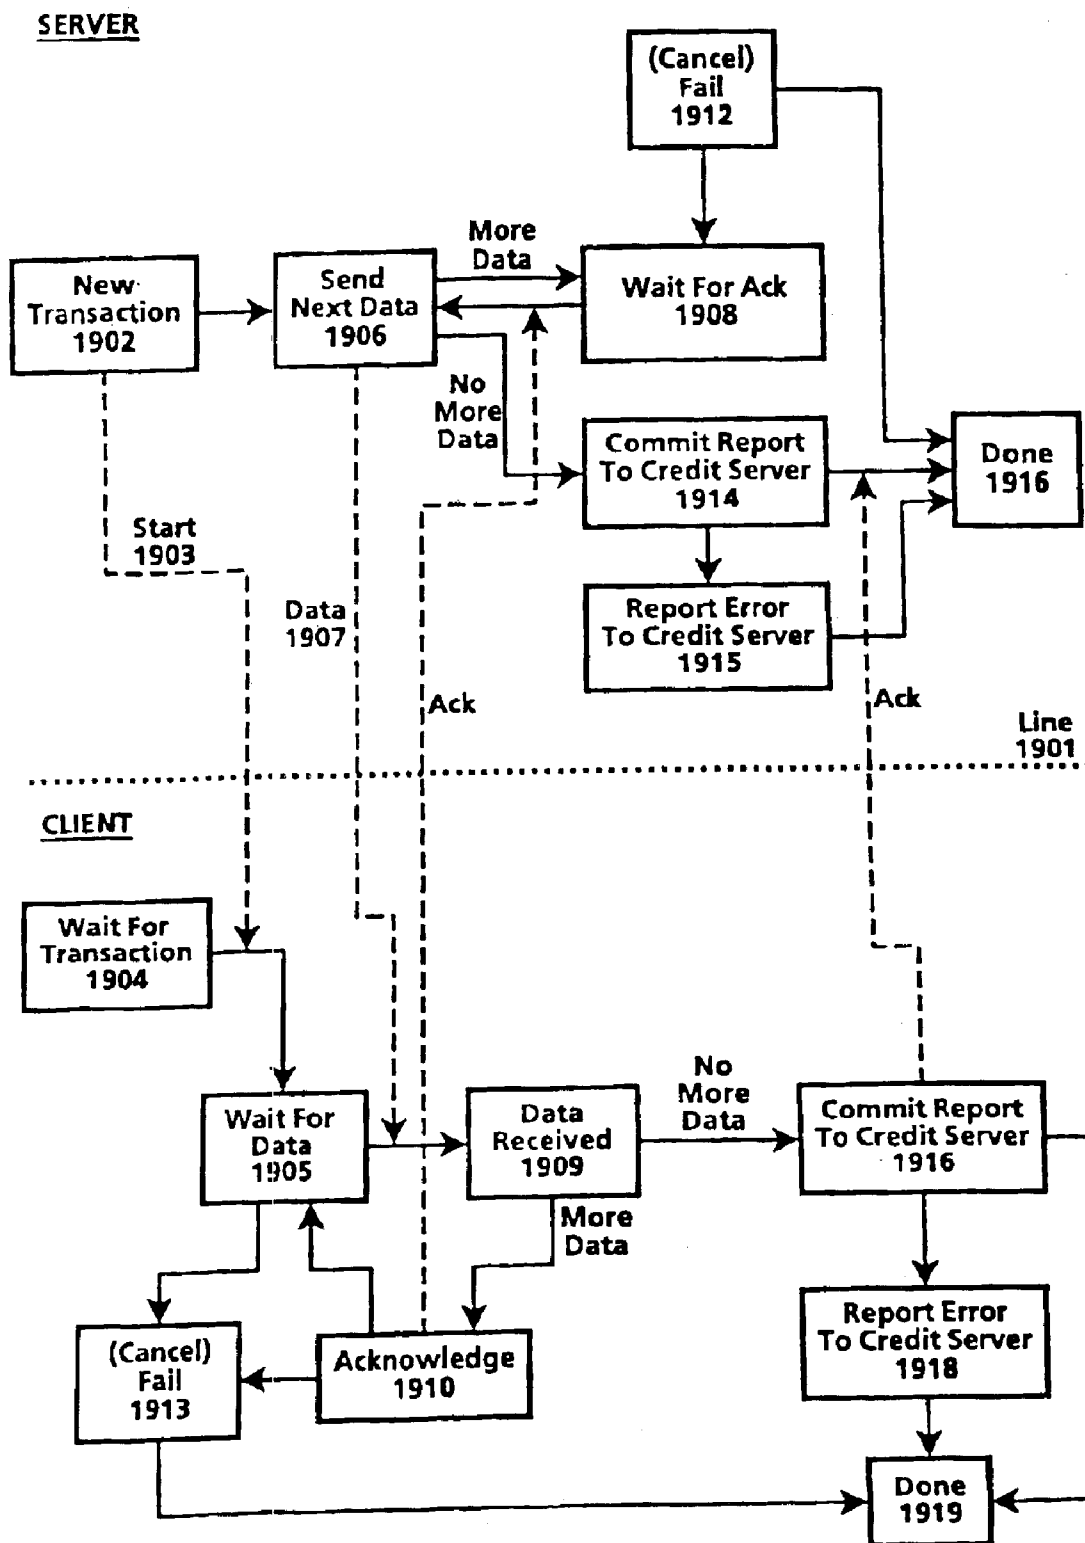 SERVER
(Cancel)
Fail
1912
More
Data
New
Transaction
1902
Send
Next Data
1906
Wait For Ack
1908
No
More
Data
Commit Report
To Credit Server
1914
Done
1916
Start
1903
Data
1907
Report Error
To Credit Server
1915
Ack
Ack
Line
1901
CLIENT
Wait For
Transaction
1904
Wait For
Data
1905
Data
Received
1909
No
More
Data
Commit Report
To Credit Server
1916
More
Data
(Cancel)
Fail
1913
Acknowledge
1910
Report Error
To Credit Server
1918
Done
1919